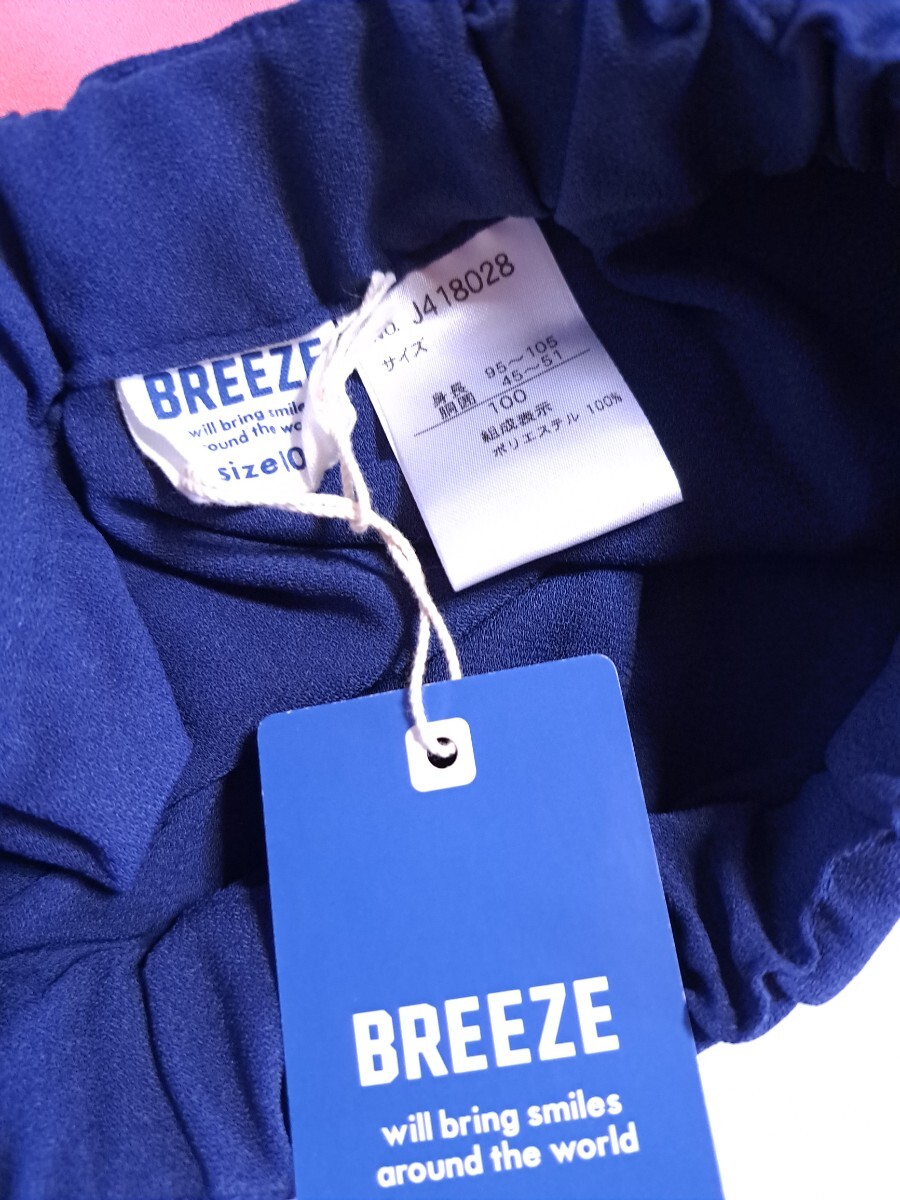 BREEZE
will bring smile
round the wo
size10
NO. J418028
サイズ
身長 95〜105
胴囲 45〜51
100
組成表示
ポリエステル 100%
BREEZE
will bring smiles
around the world